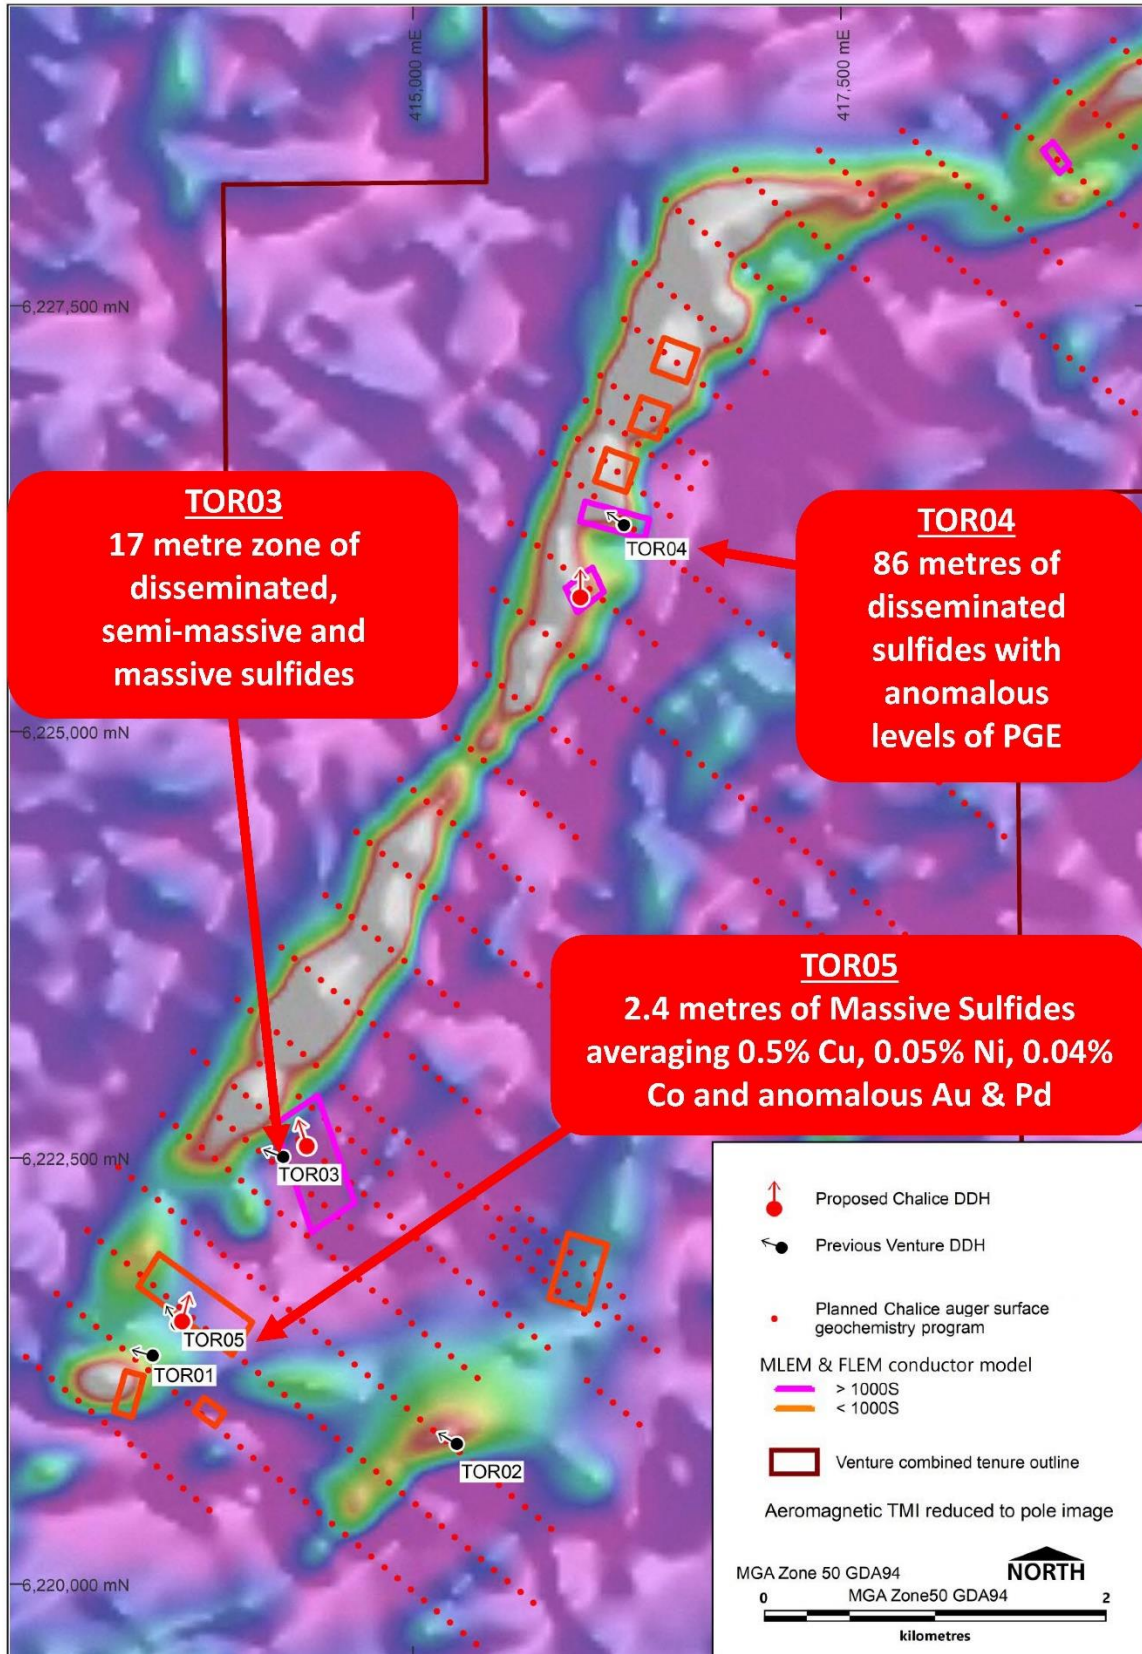 415,000 mE
417,500 mE
6,227,500 mN
TOR03
17 metre zone of
disseminated,
semi-massive and
massive sulfides
TOR04
TOR04
86 metres of
disseminated
sulfides with
anomalous
levels of PGE
6,225,000 mN
TOR05
2.4 metres of Massive Sulfides
averaging 0.5% Cu, 0.05% Ni, 0.04%
Co and anomalous Au & Pd
6,222,500 mN
TOR03
TOR05
TOR01
TOR02
6,220,000 mN
Proposed Chalice DDH
Previous Venture DDH
Planned Chalice auger surface
geochemistry program
MLEM & FLEM conductor model
> 1000S
< 1000S
Venture combined tenure outline
Aeromagnetic TMI reduced to pole image
MGA Zone 50 GDA94
NORTH
MGA Zone50 GDA94
0 2
kilometres